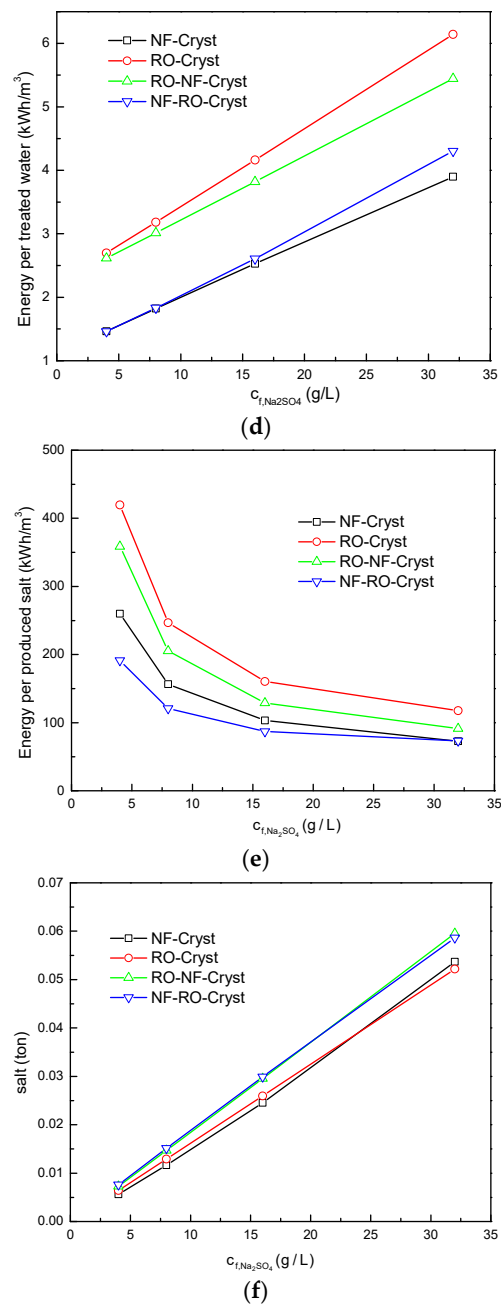 6
5
4
3
2
1
Energy per treated water (kWh/m³)
NF-Cryst
RO-Cryst
RO-NF-Cryst
NF-RO-Cryst
0 5 10 15 20 25 30 35
c_f,Na2SO4 (g/L)
(d)
500
400
300
200
100
0
Energy per produced salt (kWh/m³)
NF-Cryst
RO-Cryst
RO-NF-Cryst
NF-RO-Cryst
0 5 10 15 20 25 30 35
c_f,Na₂SO₄ (g / L)
(e)
0.07
0.06
0.05
0.04
0.03
0.02
0.01
0.00
salt (ton)
NF-Cryst
RO-Cryst
RO-NF-Cryst
NF-RO-Cryst
0 5 10 15 20 25 30 35
c_f,Na₂SO₄ (g / L)
(f)